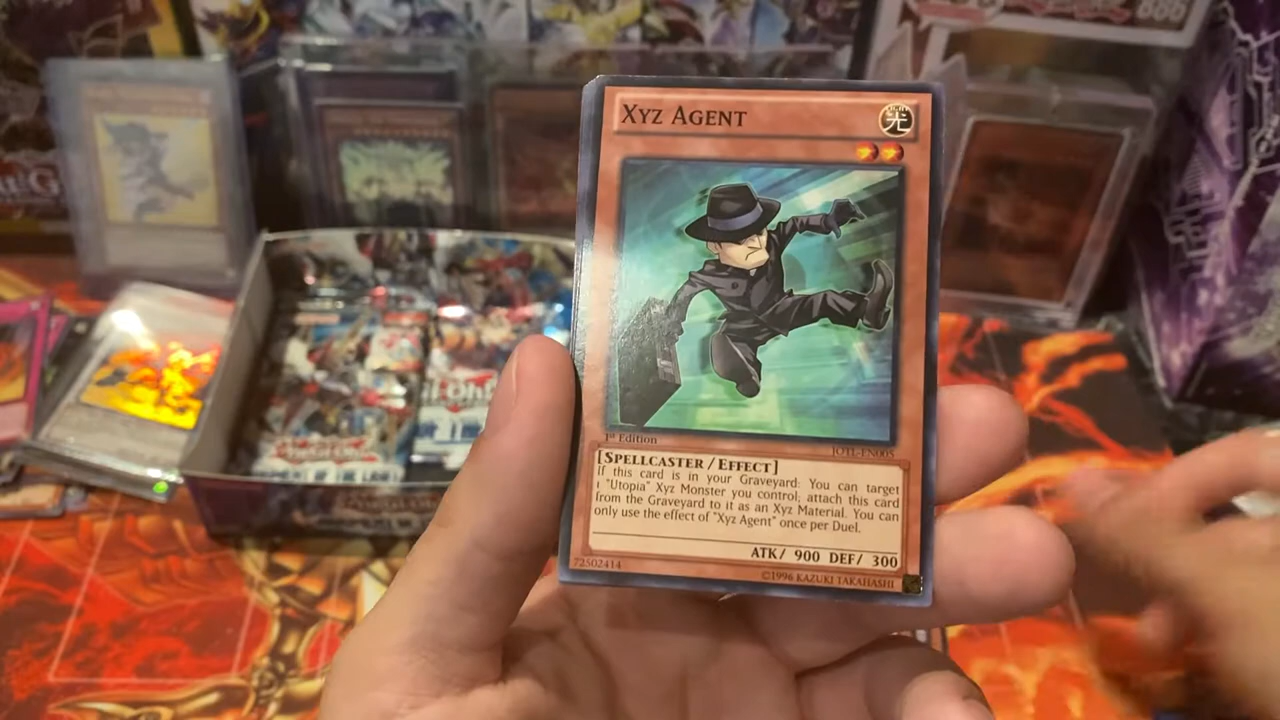 XYZ AGENT
光
1st Edition
JOTL-EN005
[SPELLCASTER / EFFECT]
If this card is in your Graveyard: You can target
1 "Utopia" Xyz Monster you control; attach this card
from the Graveyard to it as an Xyz Material. You can
only use the effect of "Xyz Agent" once per Duel.
ATK/ 900 DEF/ 300
72502414
©1996 KAZUKI TAKAHASHI